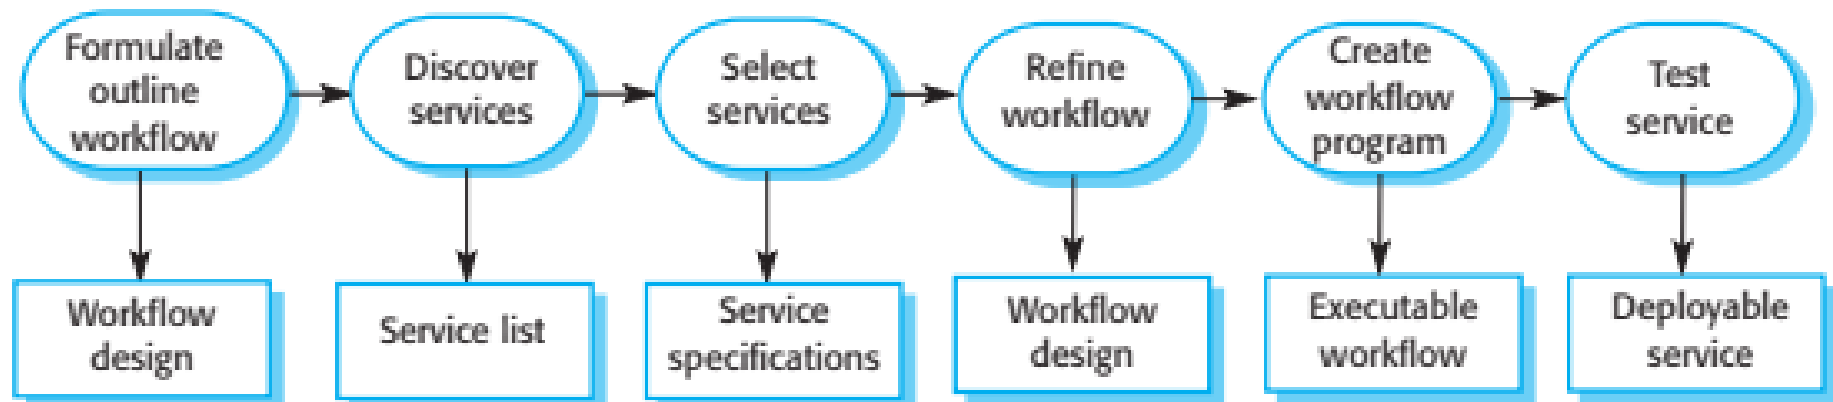 Formulate
outline
workflow
Discover
services
Select
services
Refine
workflow
Create
workflow
program
Test
service
Workflow
design
Service list
Service
specifications
Workflow
design
Executable
workflow
Deployable
service